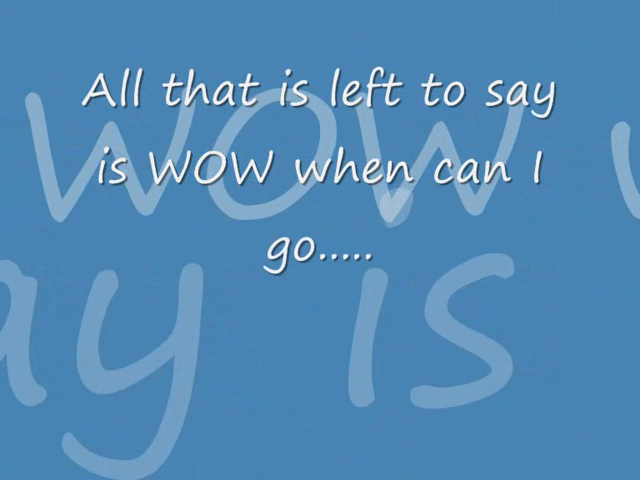 All that is left to say
is WOW when can I
go.....
WOW w
ay is